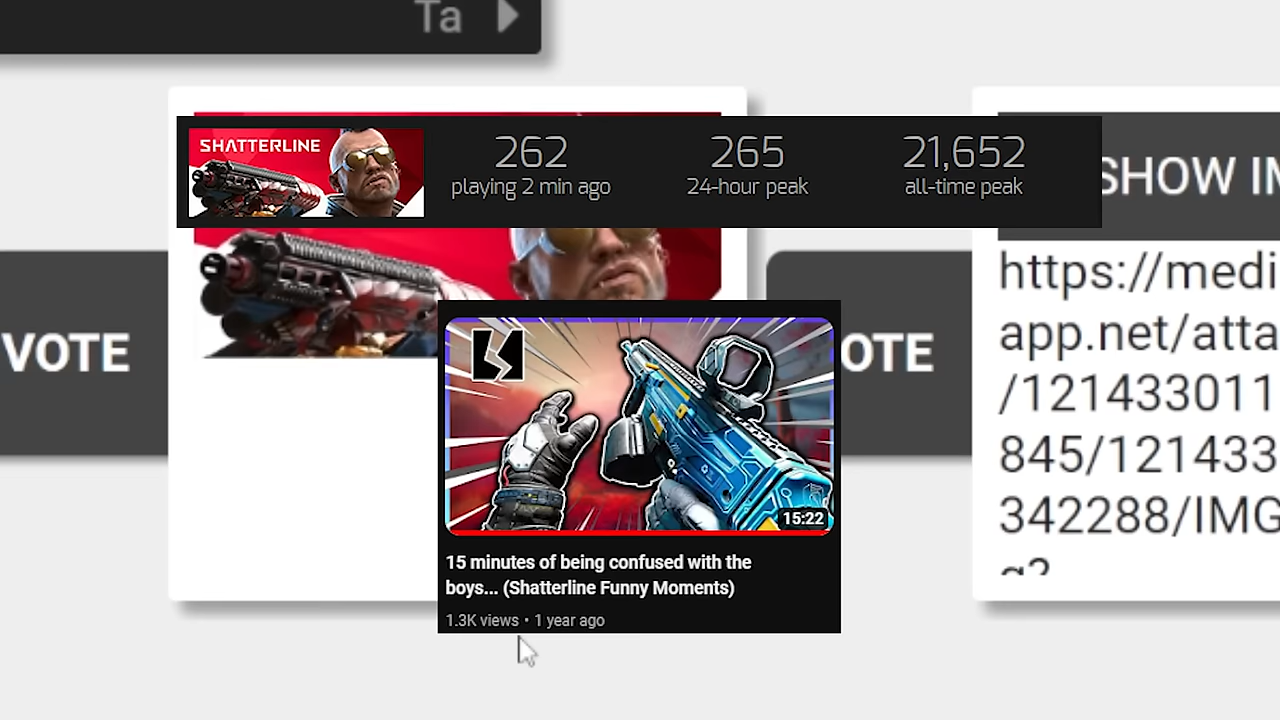 Ta
SHATTERLINE
262
playing 2 min ago
265
24-hour peak
21,652
all-time peak
VOTE
OTE
SHOW IM
https://medi
app.net/atta
/121433011
845/121433
342288/IMG
15:22
15 minutes of being confused with the
boys... (Shatterline Funny Moments)
1.3K views • 1 year ago